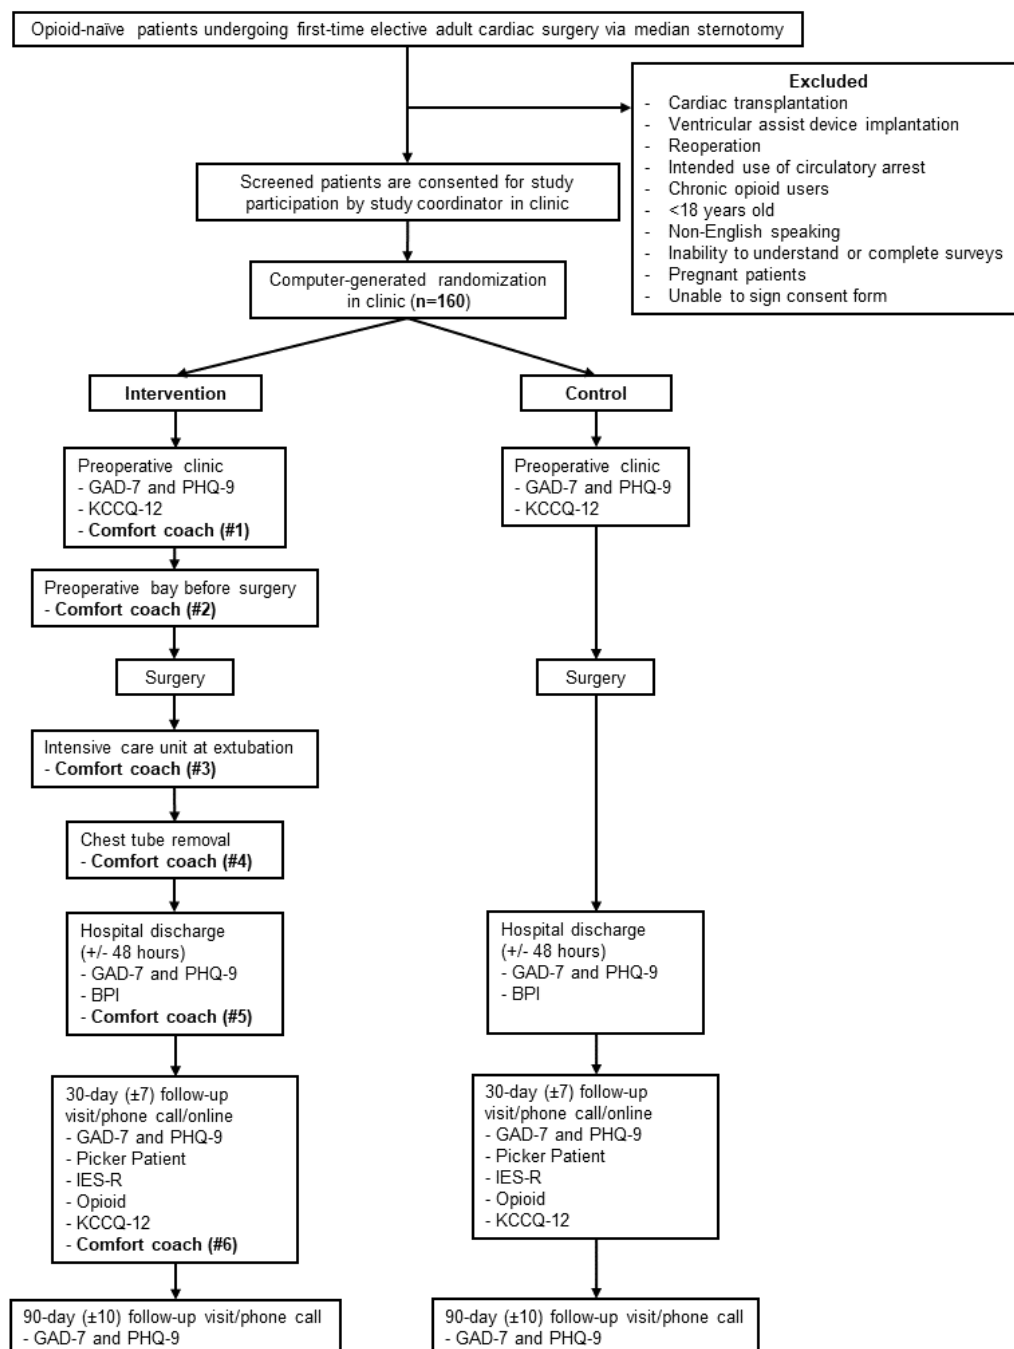 Opioid-naïve patients undergoing first-time elective adult cardiac surgery via median sternotomy
Excluded
- Cardiac transplantation
- Ventricular assist device implantation
- Reoperation
- Intended use of circulatory arrest
- Chronic opioid users
- <18 years old
- Non-English speaking
- Inability to understand or complete surveys
- Pregnant patients
- Unable to sign consent form
Screened patients are consented for study
participation by study coordinator in clinic
Computer-generated randomization
in clinic (n=160)
Intervention
Preoperative clinic
- GAD-7 and PHQ-9
- KCCQ-12
- Comfort coach (#1)
Preoperative bay before surgery
- Comfort coach (#2)
Surgery
Intensive care unit at extubation
- Comfort coach (#3)
Chest tube removal
- Comfort coach (#4)
Hospital discharge
(+/- 48 hours)
- GAD-7 and PHQ-9
- BPI
- Comfort coach (#5)
30-day (±7) follow-up
visit/phone call/online
- GAD-7 and PHQ-9
- Picker Patient
- IES-R
- Opioid
- KCCQ-12
- Comfort coach (#6)
90-day (±10) follow-up visit/phone call
- GAD-7 and PHQ-9
Control
Preoperative clinic
- GAD-7 and PHQ-9
- KCCQ-12
Surgery
Hospital discharge
(+/- 48 hours)
- GAD-7 and PHQ-9
- BPI
30-day (±7) follow-up
visit/phone call/online
- GAD-7 and PHQ-9
- Picker Patient
- IES-R
- Opioid
- KCCQ-12
90-day (±10) follow-up visit/phone call
- GAD-7 and PHQ-9